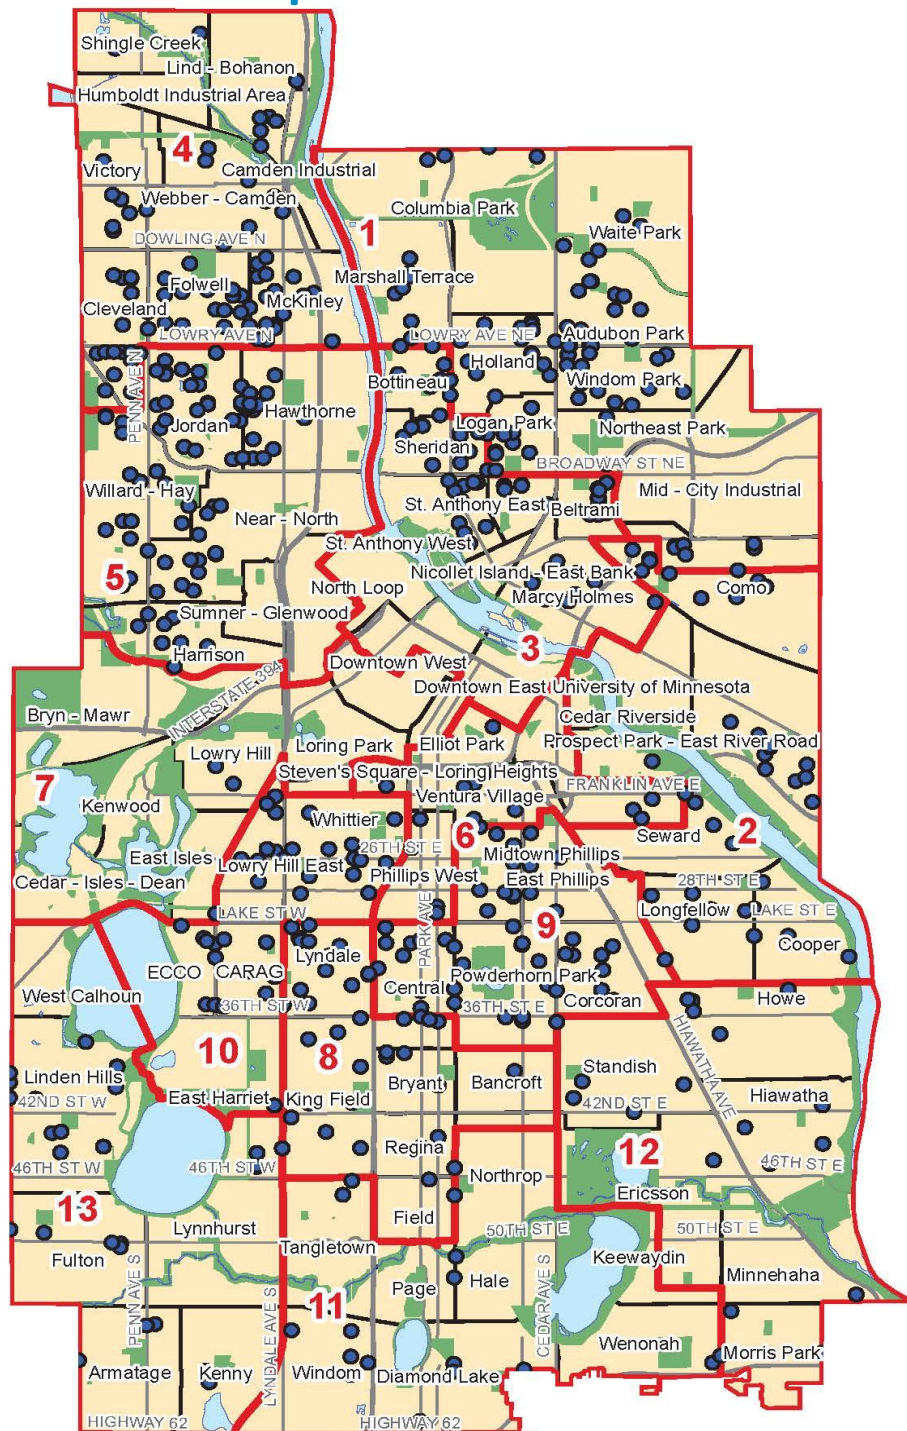 Shingle Creek
Lind - Bohanon
Humboldt Industrial Area
4
Victory
Camden Industrial
Webber - Camden
Columbia Park
1
Waite Park
DOWLING AVE N
Marshall Terrace
Folwell
McKinley
Cleveland
LOWRY AVE N
LOWRY AVE NE
Audubon Park
Holland
PENN AVE N
Bottineau
Windom Park
Hawthorne
Jordan
Logan Park
Northeast Park
Sheridan
BROADWAY ST NE
Willard - Hay
Mid - City Industrial
St. Anthony East
Beltrami
Near - North
St. Anthony West
5
Nicollet Island - East Bank
North Loop
Como
Marcy Holmes
Sumner - Glenwood
3
Harrison
Downtown West
INTERSTATE 394
Downtown East
University of Minnesota
Bryn - Mawr
Cedar Riverside
Lowry Hill
Loring Park
Elliot Park
Prospect Park - East River Road
7
Steven's Square - Loring Heights
FRANKLIN AVE E
Kenwood
Ventura Village
Whittier
6
Seward
2
26TH ST E
East Isles
Lowry Hill East
Midtown Phillips
Phillips West
East Phillips
Cedar - Isles - Dean
28TH ST E
LAKE ST W
Longfellow
LAKE ST E
PARK AVE
9
Cooper
Lyndale
ECCO
CARAG
Powderhorn Park
West Calhoun
Central
Corcoran
Howe
36TH ST W
36TH ST E
HIAWATHA AVE
10
8
Standish
Linden Hills
Bryant
Bancroft
Hiawatha
42ND ST W
East Harriet
King Field
42ND ST E
12
Regina
46TH ST W
46TH ST W
46TH ST E
Northrop
13
Ericsson
Field
Lynnhurst
50TH ST E
50TH ST E
Tangletown
Fulton
Keewaydin
PENN AVE S
Hale
Minnehaha
Page
11
CEDAR AVE S
LYNDALE AVE S
Wenonah
Morris Park
Armatage
Kenny
Windom
Diamond Lake
HIGHWAY 62
HIGHWAY 62